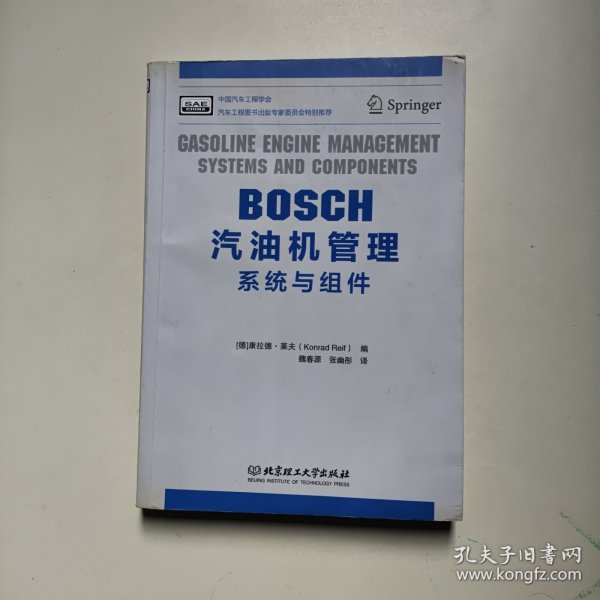 SAE
CHINA
中国汽车工程学会
汽车工程图书出版专家委员会特别推荐
Springer
GASOLINE ENGINE MANAGEMENT
SYSTEMS AND COMPONENTS
BOSCH
汽油机管理
系统与组件
[德]康拉德·莱夫（Konrad Reif） 编
魏春源 张幽彤 译
北京理工大学出版社
BEIJING INSTITUTE OF TECHNOLOGY PRESS
孔夫子旧书网
www.kongfz.com